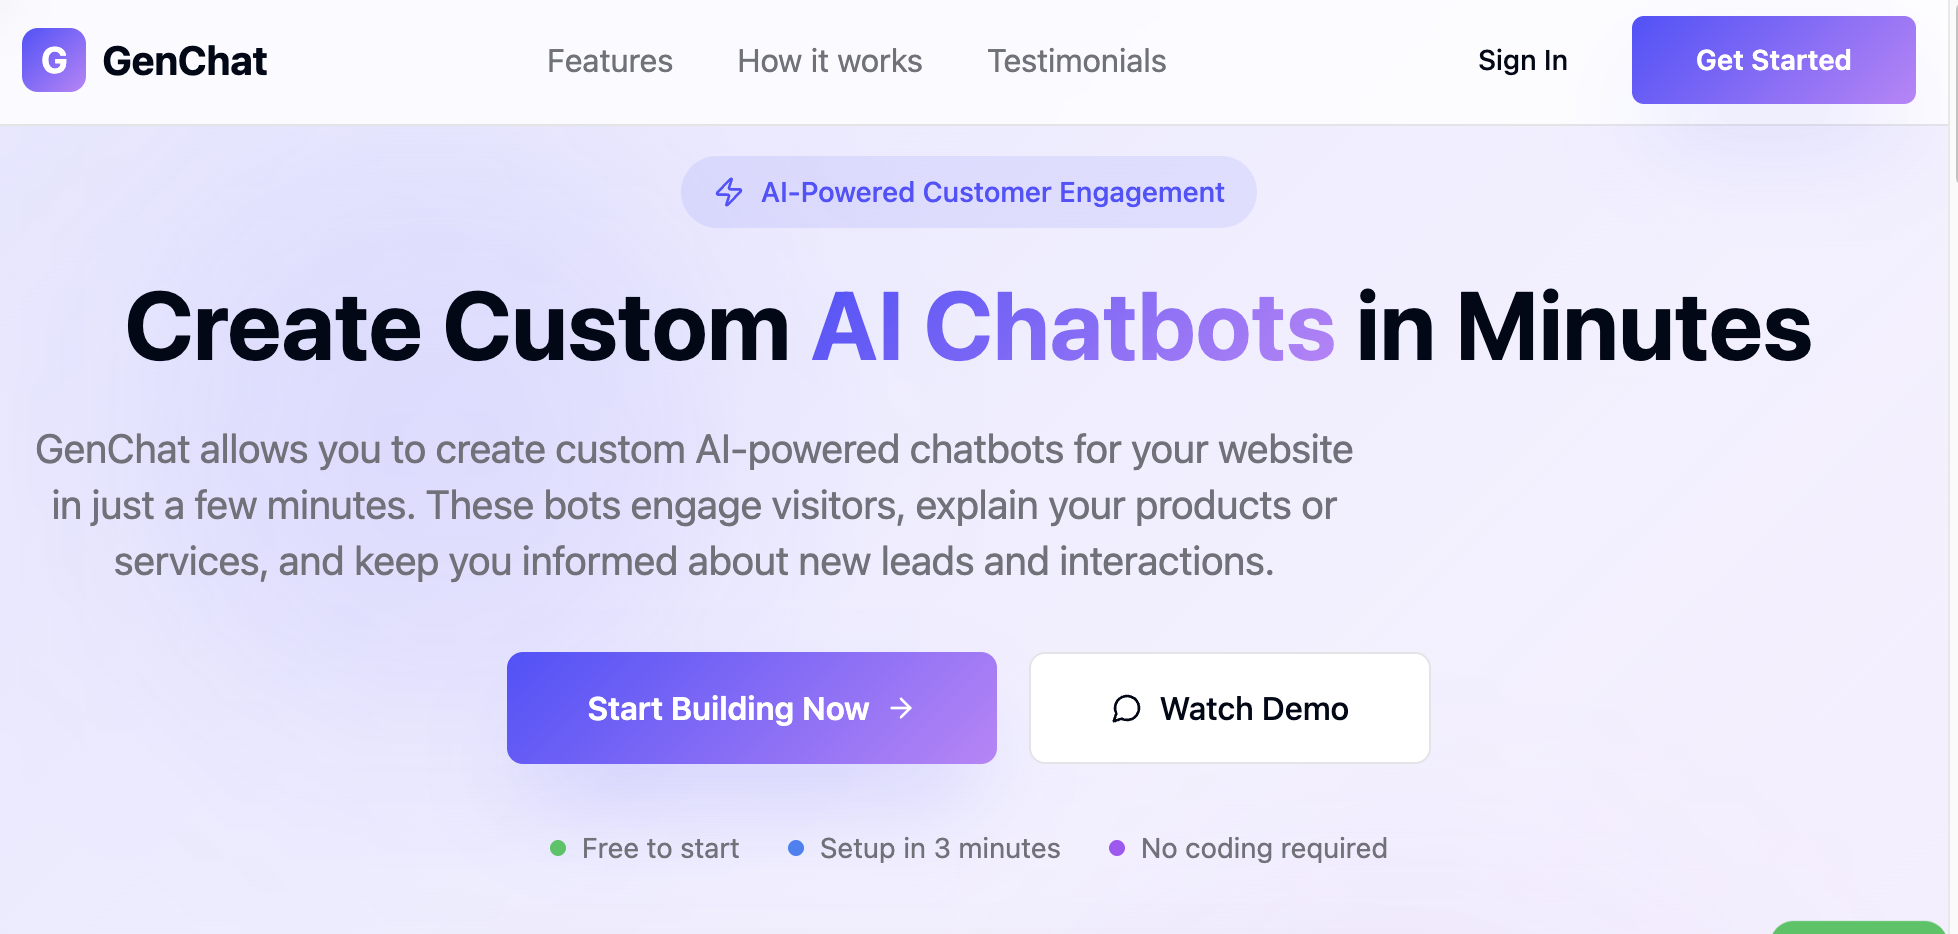 G GenChat
Features How it works Testimonials
Sign In Get Started
AI-Powered Customer Engagement
Create Custom AI Chatbots in Minutes
GenChat allows you to create custom AI-powered chatbots for your website
in just a few minutes. These bots engage visitors, explain your products or
services, and keep you informed about new leads and interactions.
Start Building Now →
Watch Demo
Free to start Setup in 3 minutes No coding required